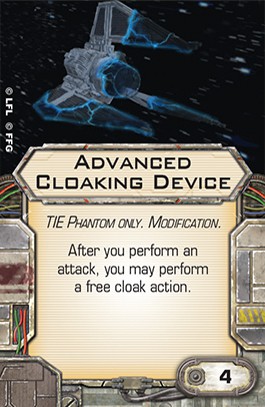 © LFL © FFG
ADVANCED
CLOAKING DEVICE
TIE PHANTOM ONLY. MODIFICATION.
After you perform an
attack, you may perform
a free cloak action.
4